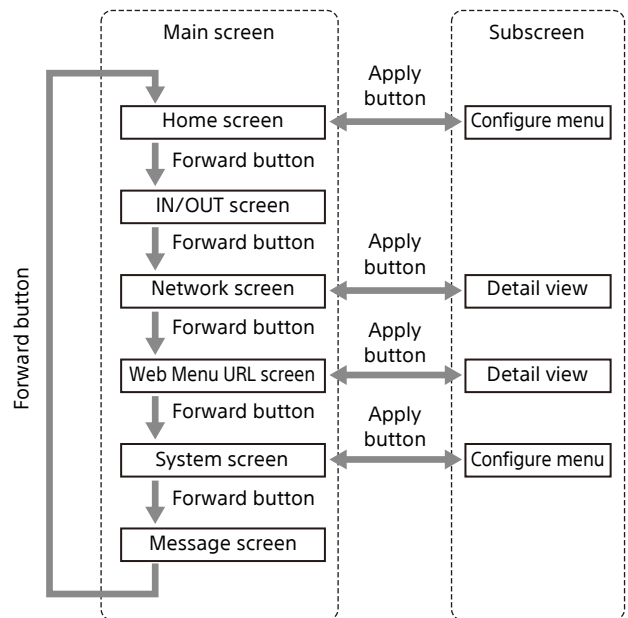 Main screen
Subscreen
Apply
button
Home screen
Configure menu
Forward button
IN/OUT screen
Forward button
Apply
button
Network screen
Detail view
Forward button
Apply
button
Web Menu URL screen
Detail view
Forward button
Apply
button
System screen
Configure menu
Forward button
Message screen
Forward button